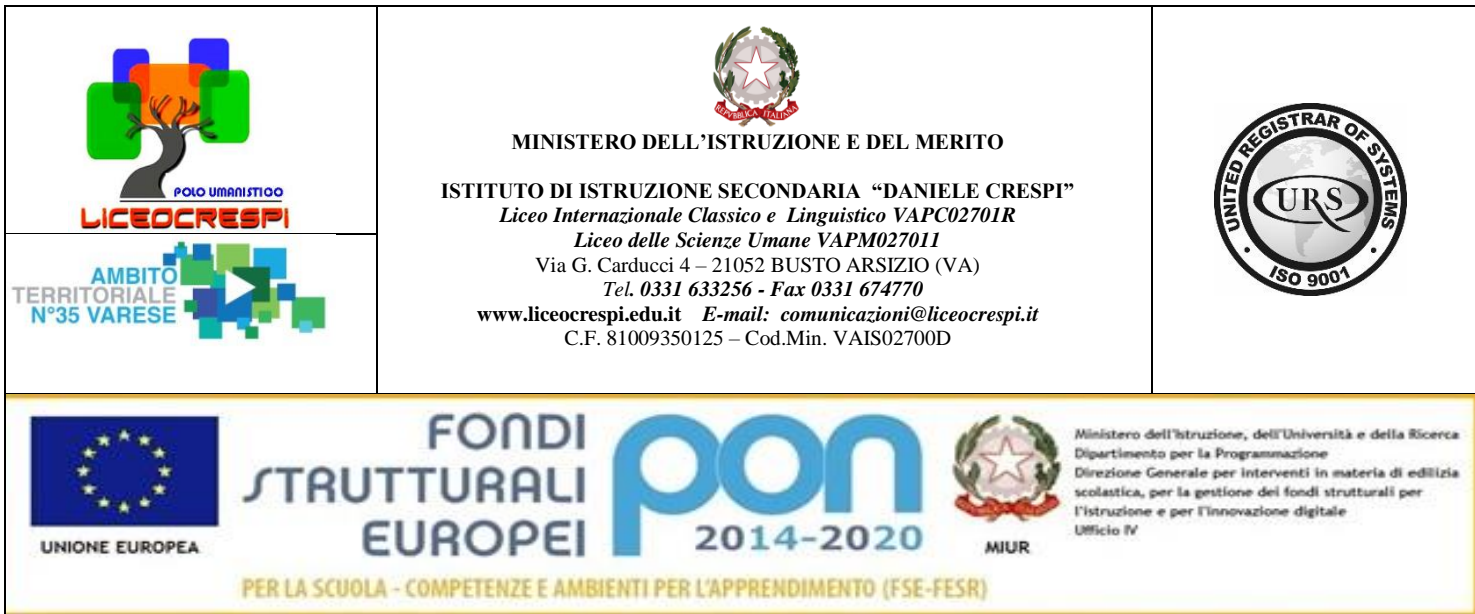 POLO UMANISTICO
LICEOCRESPI
AMBITO
TERRITORIALE
N°35 VARESE
REPVBBLICA ITALIANA
MINISTERO DELL'ISTRUZIONE E DEL MERITO
ISTITUTO DI ISTRUZIONE SECONDARIA “DANIELE CRESPI”
Liceo Internazionale Classico e Linguistico VAPC02701R
Liceo delle Scienze Umane VAPM027011
Via G. Carducci 4 – 21052 BUSTO ARSIZIO (VA)
Tel. 0331 633256 - Fax 0331 674770
www.liceocrespi.edu.it E-mail: comunicazioni@liceocrespi.it
C.F. 81009350125 – Cod.Min. VAIS02700D
UNITED REGISTRAR OF SYSTEMS
URS
ISO 9001
UNIONE EUROPEA
FONDI
STRUTTURALI
EUROPEI
pon
2014-2020
MIUR
Ministero dell'Istruzione, dell'Università e della Ricerca
Dipartimento per la Programmazione
Direzione Generale per interventi in materia di edilizia
scolastica, per la gestione dei fondi strutturali per
l'istruzione e per l'innovazione digitale
Ufficio IV
PER LA SCUOLA - COMPETENZE E AMBIENTI PER L'APPRENDIMENTO (FSE-FESR)